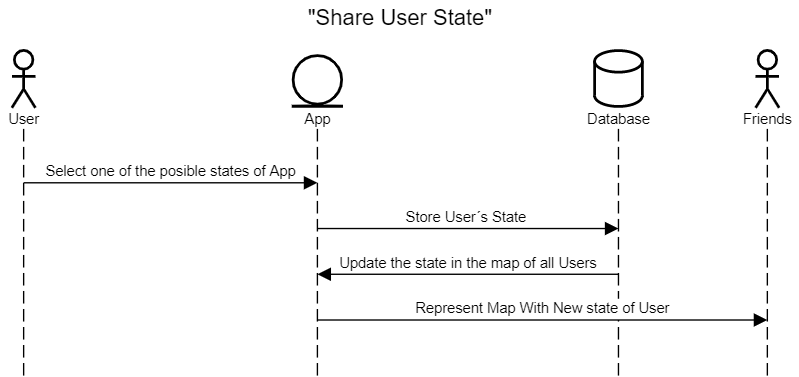 "Share User State"
User
App
Database
Friends
Select one of the posible states of App
Store User´s State
Update the state in the map of all Users
Represent Map With New state of User